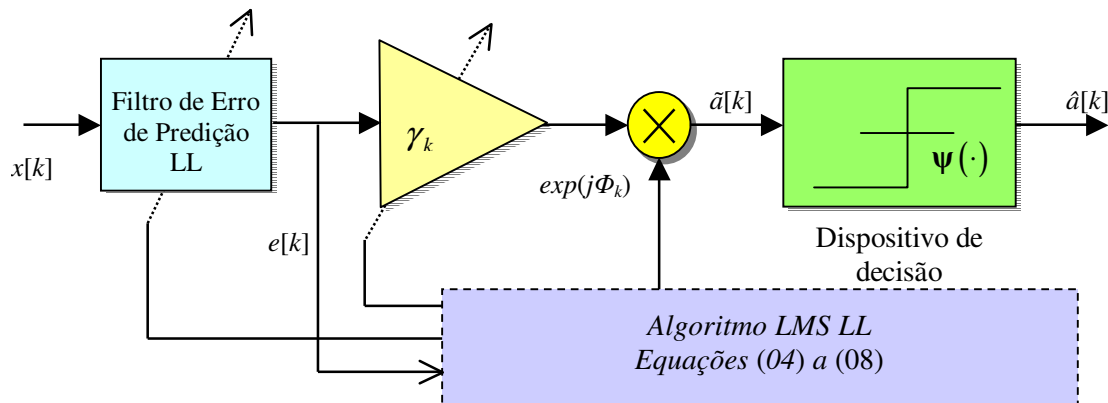 Filtro de Erro
de Predição
LL
x[k]
e[k]
γk
exp(jΦk)
ã[k]
ψ(·)
â[k]
Dispositivo de
decisão
Algoritmo LMS LL
Equações (04) a (08)